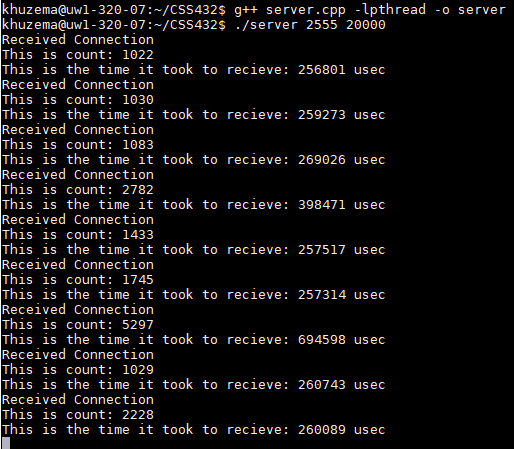 khuzema@uw1-320-07:~/CSS432$ g++ server.cpp -lpthread -o server
khuzema@uw1-320-07:~/CSS432$ ./server 2555 20000
Received Connection
This is count: 1022
This is the time it took to recieve: 256801 usec
Received Connection
This is count: 1030
This is the time it took to recieve: 259273 usec
Received Connection
This is count: 1083
This is the time it took to recieve: 269026 usec
Received Connection
This is count: 2782
This is the time it took to recieve: 398471 usec
Received Connection
This is count: 1433
This is the time it took to recieve: 257517 usec
Received Connection
This is count: 1745
This is the time it took to recieve: 257314 usec
Received Connection
This is count: 5297
This is the time it took to recieve: 694598 usec
Received Connection
This is count: 1029
This is the time it took to recieve: 260743 usec
Received Connection
This is count: 2228
This is the time it took to recieve: 260089 usec